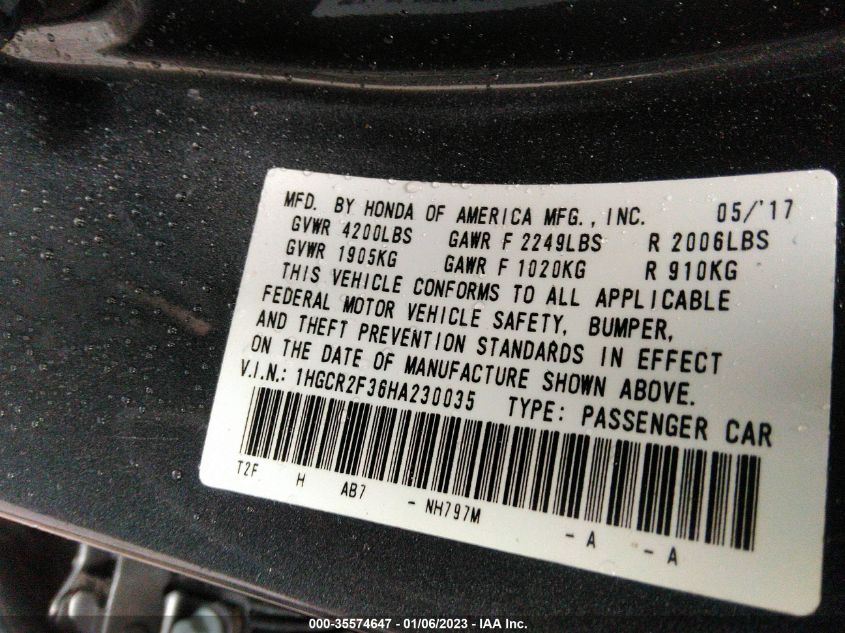 MFD. BY HONDA OF AMERICA MFG., INC. 05/'17
GVWR 4200LBS GAWR F 2249LBS R 2006LBS
GVWR 1905KG GAWR F 1020KG R 910KG
THIS VEHICLE CONFORMS TO ALL APPLICABLE
FEDERAL MOTOR VEHICLE SAFETY, BUMPER,
AND THEFT PREVENTION STANDARDS IN EFFECT
ON THE DATE OF MANUFACTURE SHOWN ABOVE.
V.I.N.: 1HGCR2F36HA230035 TYPE: PASSENGER CAR
T2F H AB7 - NH797M - A - A
000-35574647 - 01/06/2023 - IAA Inc.